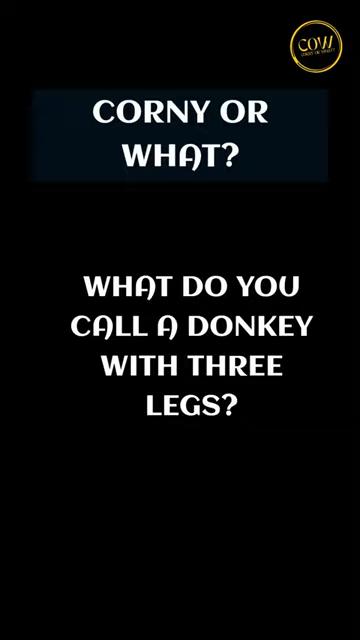 COW
CORNY OR
WHAT?
WHAT DO YOU
CALL A DONKEY
WITH THREE
LEGS?